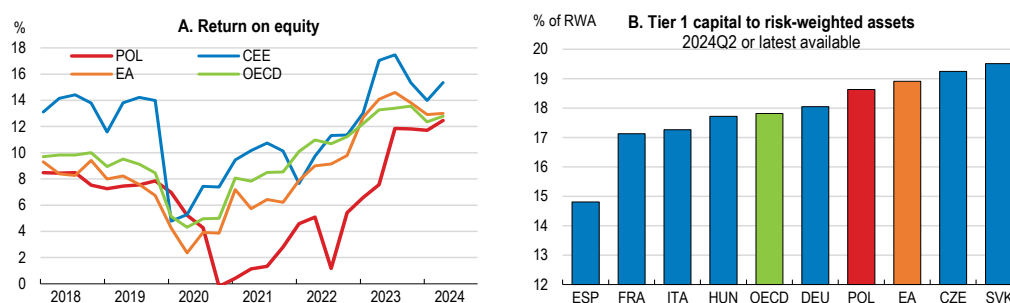 A. Return on equity
%
POL
CEE
EA
OECD
18
16
14
12
10
8
6
4
2
0
2018
2019
2020
2021
2022
2023
2024
% of RWA
B. Tier 1 capital to risk-weighted assets
2024Q2 or latest available
20
19
18
17
16
15
14
13
12
ESP
FRA
ITA
HUN
OECD
DEU
POL
EA
CZE
SVK